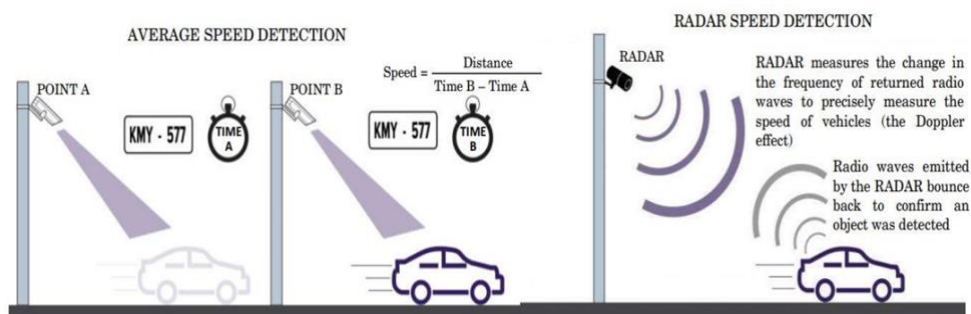 AVERAGE SPEED DETECTION
POINT A
KMY - 577
TIME
A
POINT B
Speed = Distance
Time B – Time A
KMY - 577
TIME
B
RADAR SPEED DETECTION
RADAR
RADAR measures the change in
the frequency of returned radio
waves to precisely measure the
speed of vehicles (the Doppler
effect)
Radio waves emitted
by the RADAR bounce
back to confirm an
object was detected